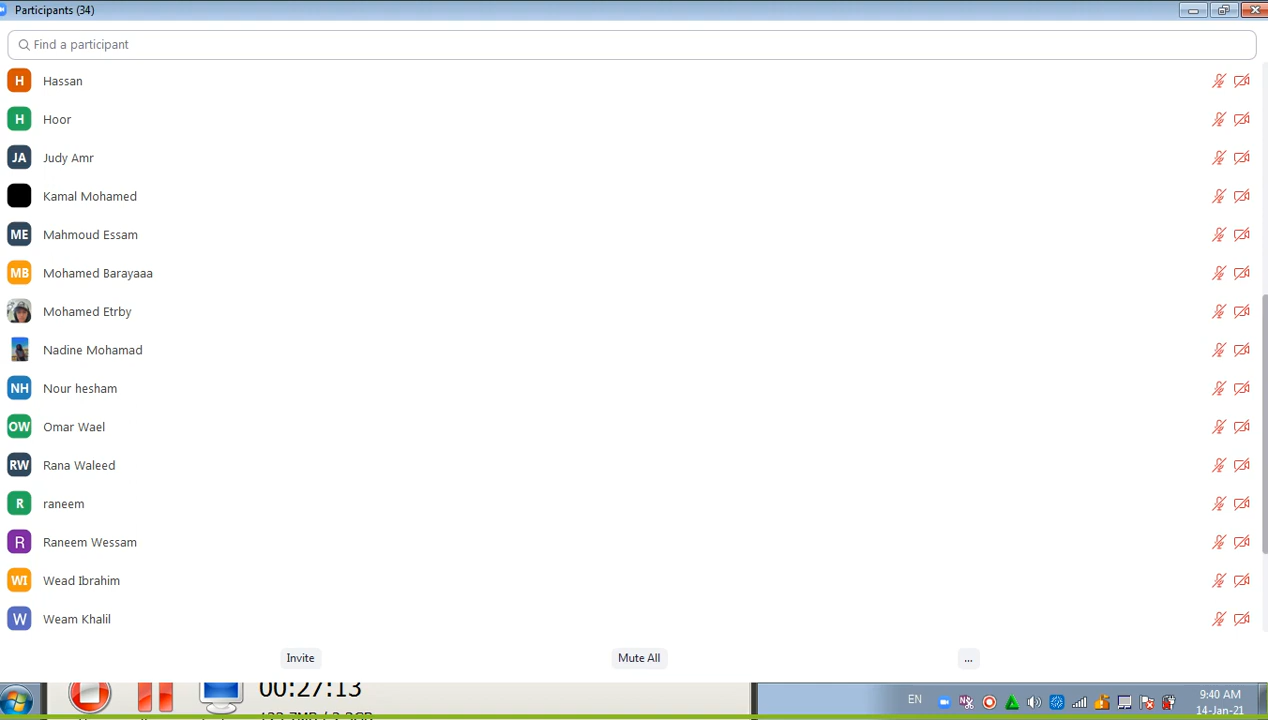 Participants (34)
Find a participant
H Hassan
H Hoor
JA Judy Amr
Kamal Mohamed
ME Mahmoud Essam
MB Mohamed Barayaaa
Mohamed Etrby
Nadine Mohamad
NH Nour hesham
OW Omar Wael
RW Rana Waleed
R raneem
R Raneem Wessam
WI Wead Ibrahim
W Weam Khalil
Invite Mute All ...
00:27:13
EN 9:40 AM
14-Jan-21